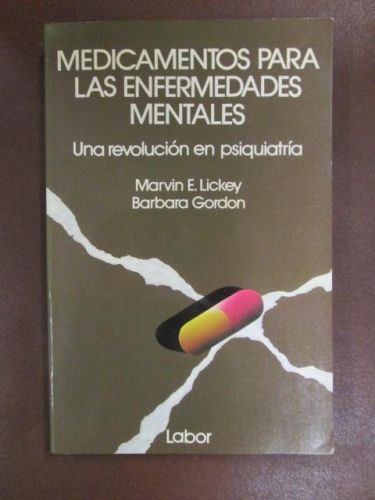 MEDICAMENTOS PARA
LAS ENFERMEDADES
MENTALES
Una revolución en psiquiatría
Marvin E. Lickey
Barbara Gordon
Labor